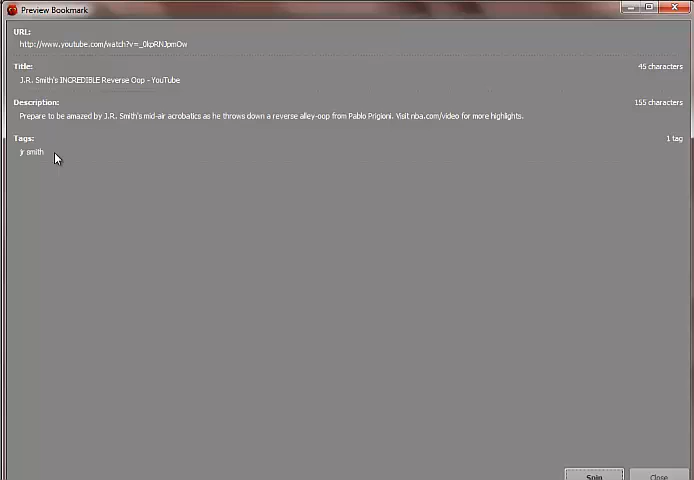 Preview Bookmark
URL:
http://www.youtube.com/watch?v=_0kpRNJpmOw
Title:
45 characters
J.R. Smith's INCREDIBLE Reverse Oop - YouTube
Description:
155 characters
Prepare to be amazed by J.R. Smith's mid-air acrobatics as he throws down a reverse alley-oop from Pablo Prigioni. Visit nba.com/video for more highlights.
Tags:
1 tag
jr smith
Spin
Close